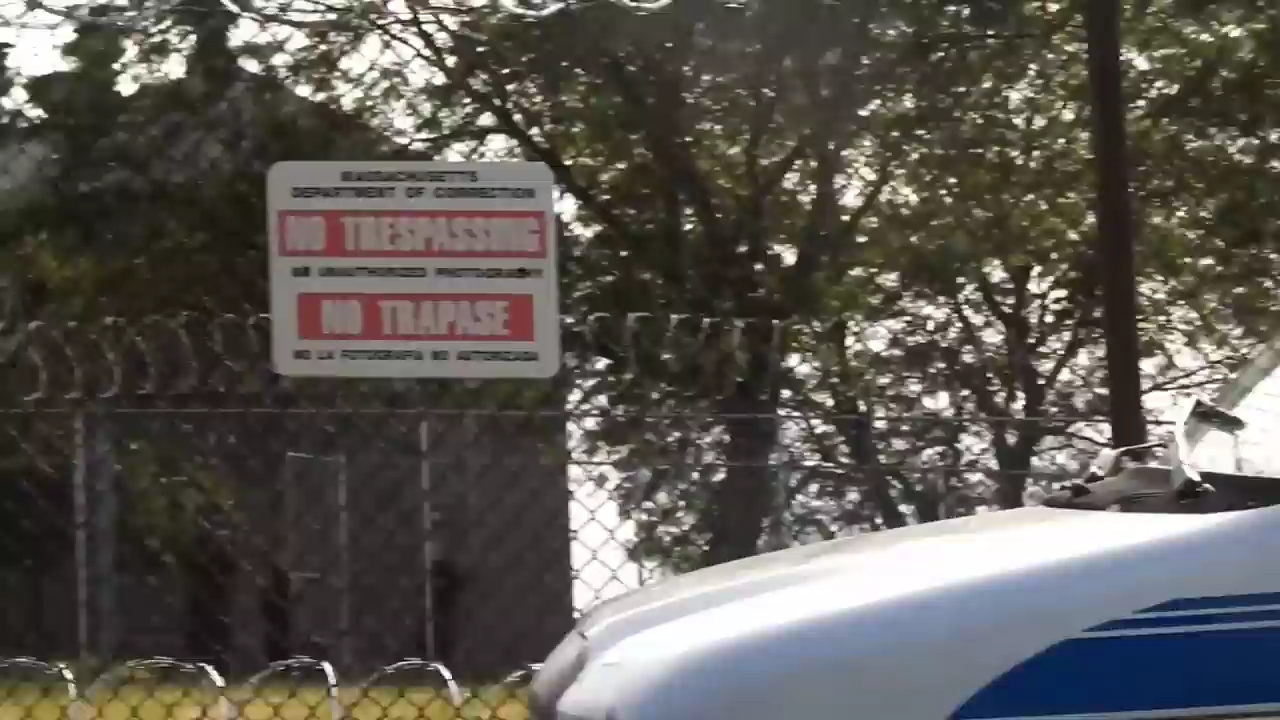 MASSACHUSETTS
DEPARTMENT OF CORRECTION
NO TRESPASSING
NO UNAUTHORIZED PHOTOGRAPHY
NO TRAPASE
NO LA FOTOGRAFIA NO AUTORIZADA